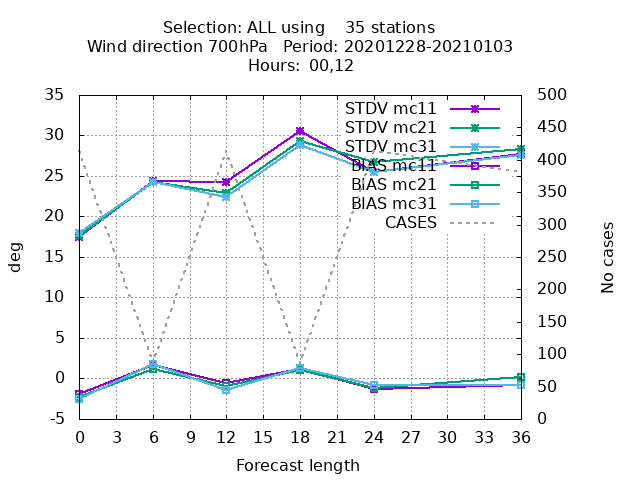 Selection: ALL using 35 stations
Wind direction 700hPa Period: 20201228-20210103
Hours: 00,12
35
30
25
20
15
10
5
0
-5
deg
STDV mc11
STDV mc21
STDV mc31
BIAS mc11
BIAS mc21
BIAS mc31
CASES
500
450
400
350
300
250
200
150
100
50
0
No cases
0 3 6 9 12 15 18 21 24 27 30 33 36
Forecast length